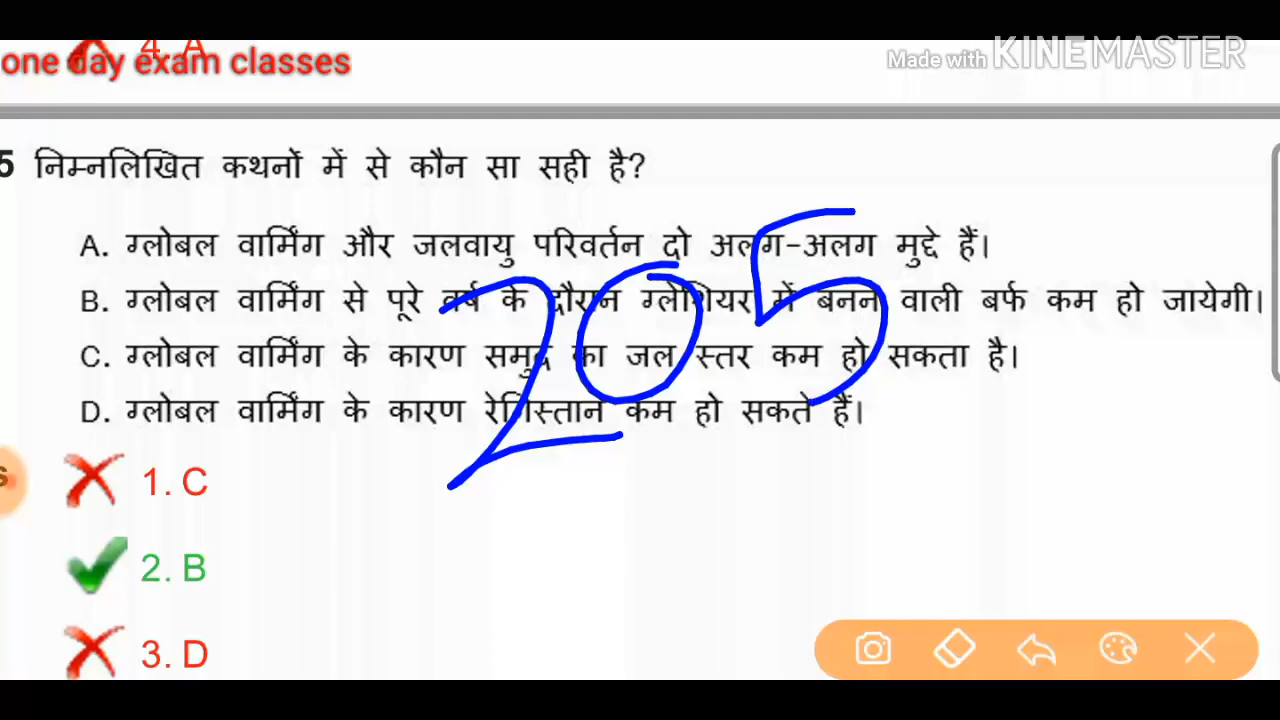 4. A
one day exam classes
Made with KINEMASTER
5 निम्नलिखित कथनों में से कौन सा सही है?
A. ग्लोबल वार्मिंग और जलवायु परिवर्तन दो अलग-अलग मुद्दे हैं।
B. ग्लोबल वार्मिंग से पूरे वर्ष के दौरान ग्लेशियर में बनने वाली बर्फ कम हो जायेगी।
C. ग्लोबल वार्मिंग के कारण समुद्र का जल स्तर कम हो सकता है।
D. ग्लोबल वार्मिंग के कारण रेगिस्तान कम हो सकते हैं।
205
1. C
2. B
3. D